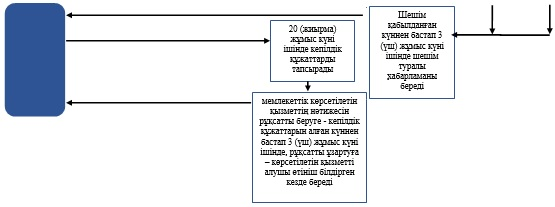 20 (жиырма)
жұмыс күні
ішінде кепілдік
құжаттарды
тапсырады
Шешім
қабылданған
күннен бастап 3
(үш) жұмыс күні
ішінде шешім
туралы
хабарламаны
береді
мемлекеттік көрсетілетін
қызметтің нәтижесін
рұқсатты беруге - кепілдік
құжаттарын алған күннен
бастап 3 (үш) жұмыс күні
ішінде, рұқсатты ұзартуға
– көрсетілетін қызметті
алушы өтініш білдірген
кезде береді